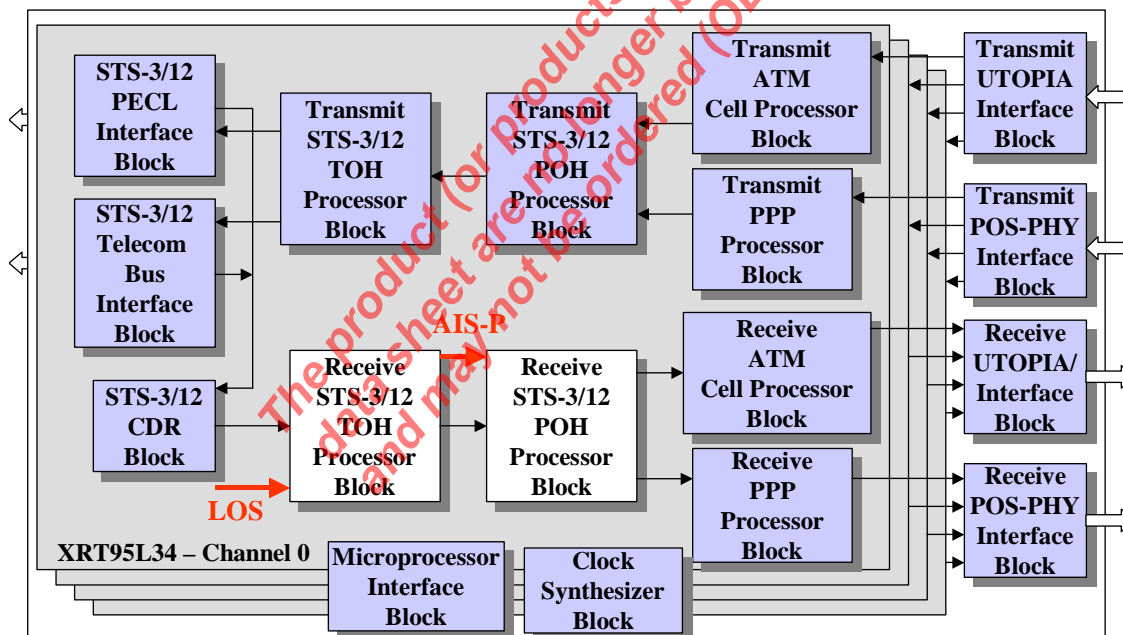 STS-3/12
PECL
Interface
Block
Transmit
STS-3/12
TOH
Processor
Block
Transmit
STS-3/12
POH
Processor
Block
Transmit
ATM
Cell Processor
Block
Transmit
UTOPIA
Interface
Block
STS-3/12
Telecom
Bus
Interface
Block
Transmit
PPP
Processor
Block
Transmit
POS-PHY
Interface
Block
AIS-P
STS-3/12
CDR
Block
Receive
STS-3/12
TOH
Processor
Block
Receive
STS-3/12
POH
Processor
Block
Receive
ATM
Cell Processor
Block
Receive
UTOPIA/
Interface
Block
LOS
Receive
PPP
Processor
Block
Receive
POS-PHY
Interface
Block
XRT95L34 – Channel 0
Microprocessor
Interface
Block
Clock
Synthesizer
Block
The product (or products
data sheet are no longer
and may not be ordered